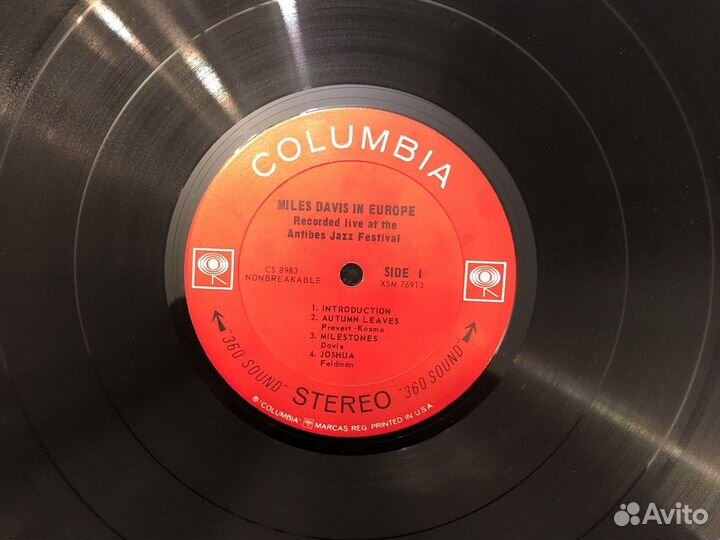 COLUMBIA
MILES DAVIS IN EUROPE
Recorded live at the
Antibes Jazz Festival
CS 8983
NONBREAKABLE
SIDE 1
XSM 76913
1. INTRODUCTION
2. AUTUMN LEAVES
Prevert-Kosma
3. MILESTONES
Davis
4. JOSHUA
Feldman
"360 SOUND" STEREO "360 SOUND"
® "COLUMBIA" MARCAS REG. PRINTED IN U.S.A.
Avito